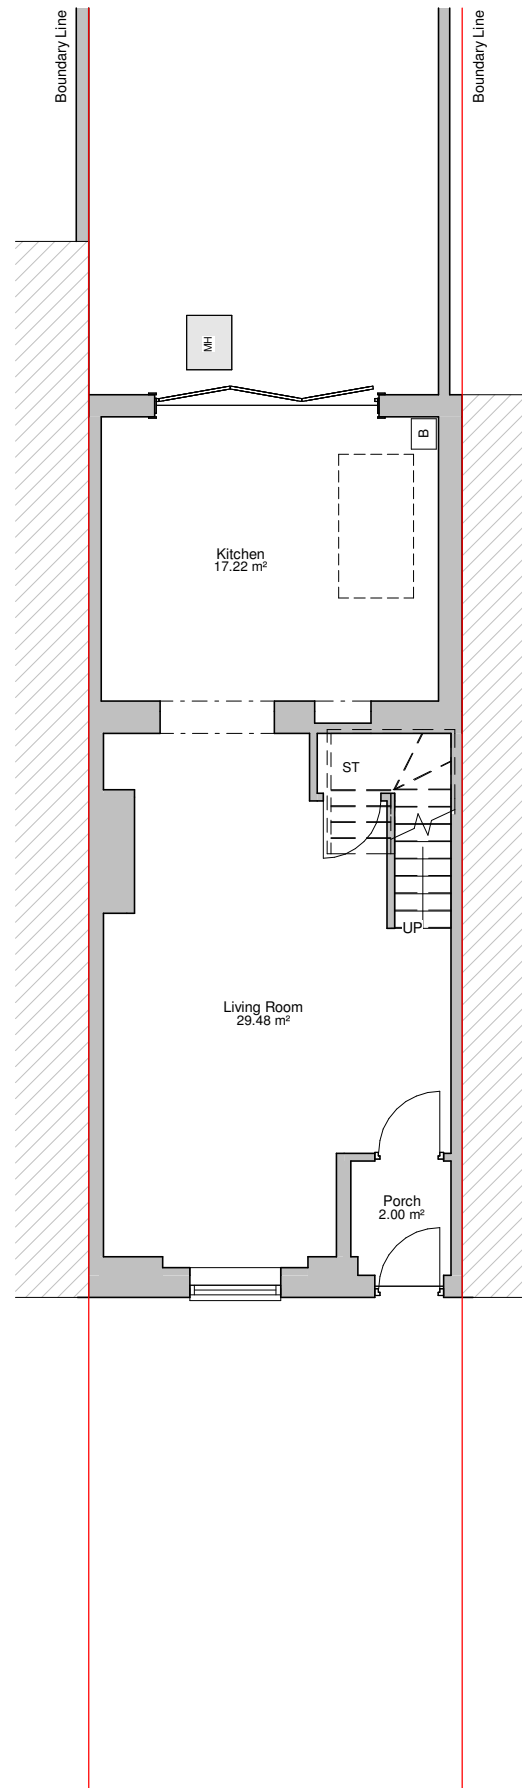 Boundary Line
Boundary Line
MH
B
Kitchen
17.22 m²
ST
UP
Living Room
29.48 m²
Porch
2.00 m²